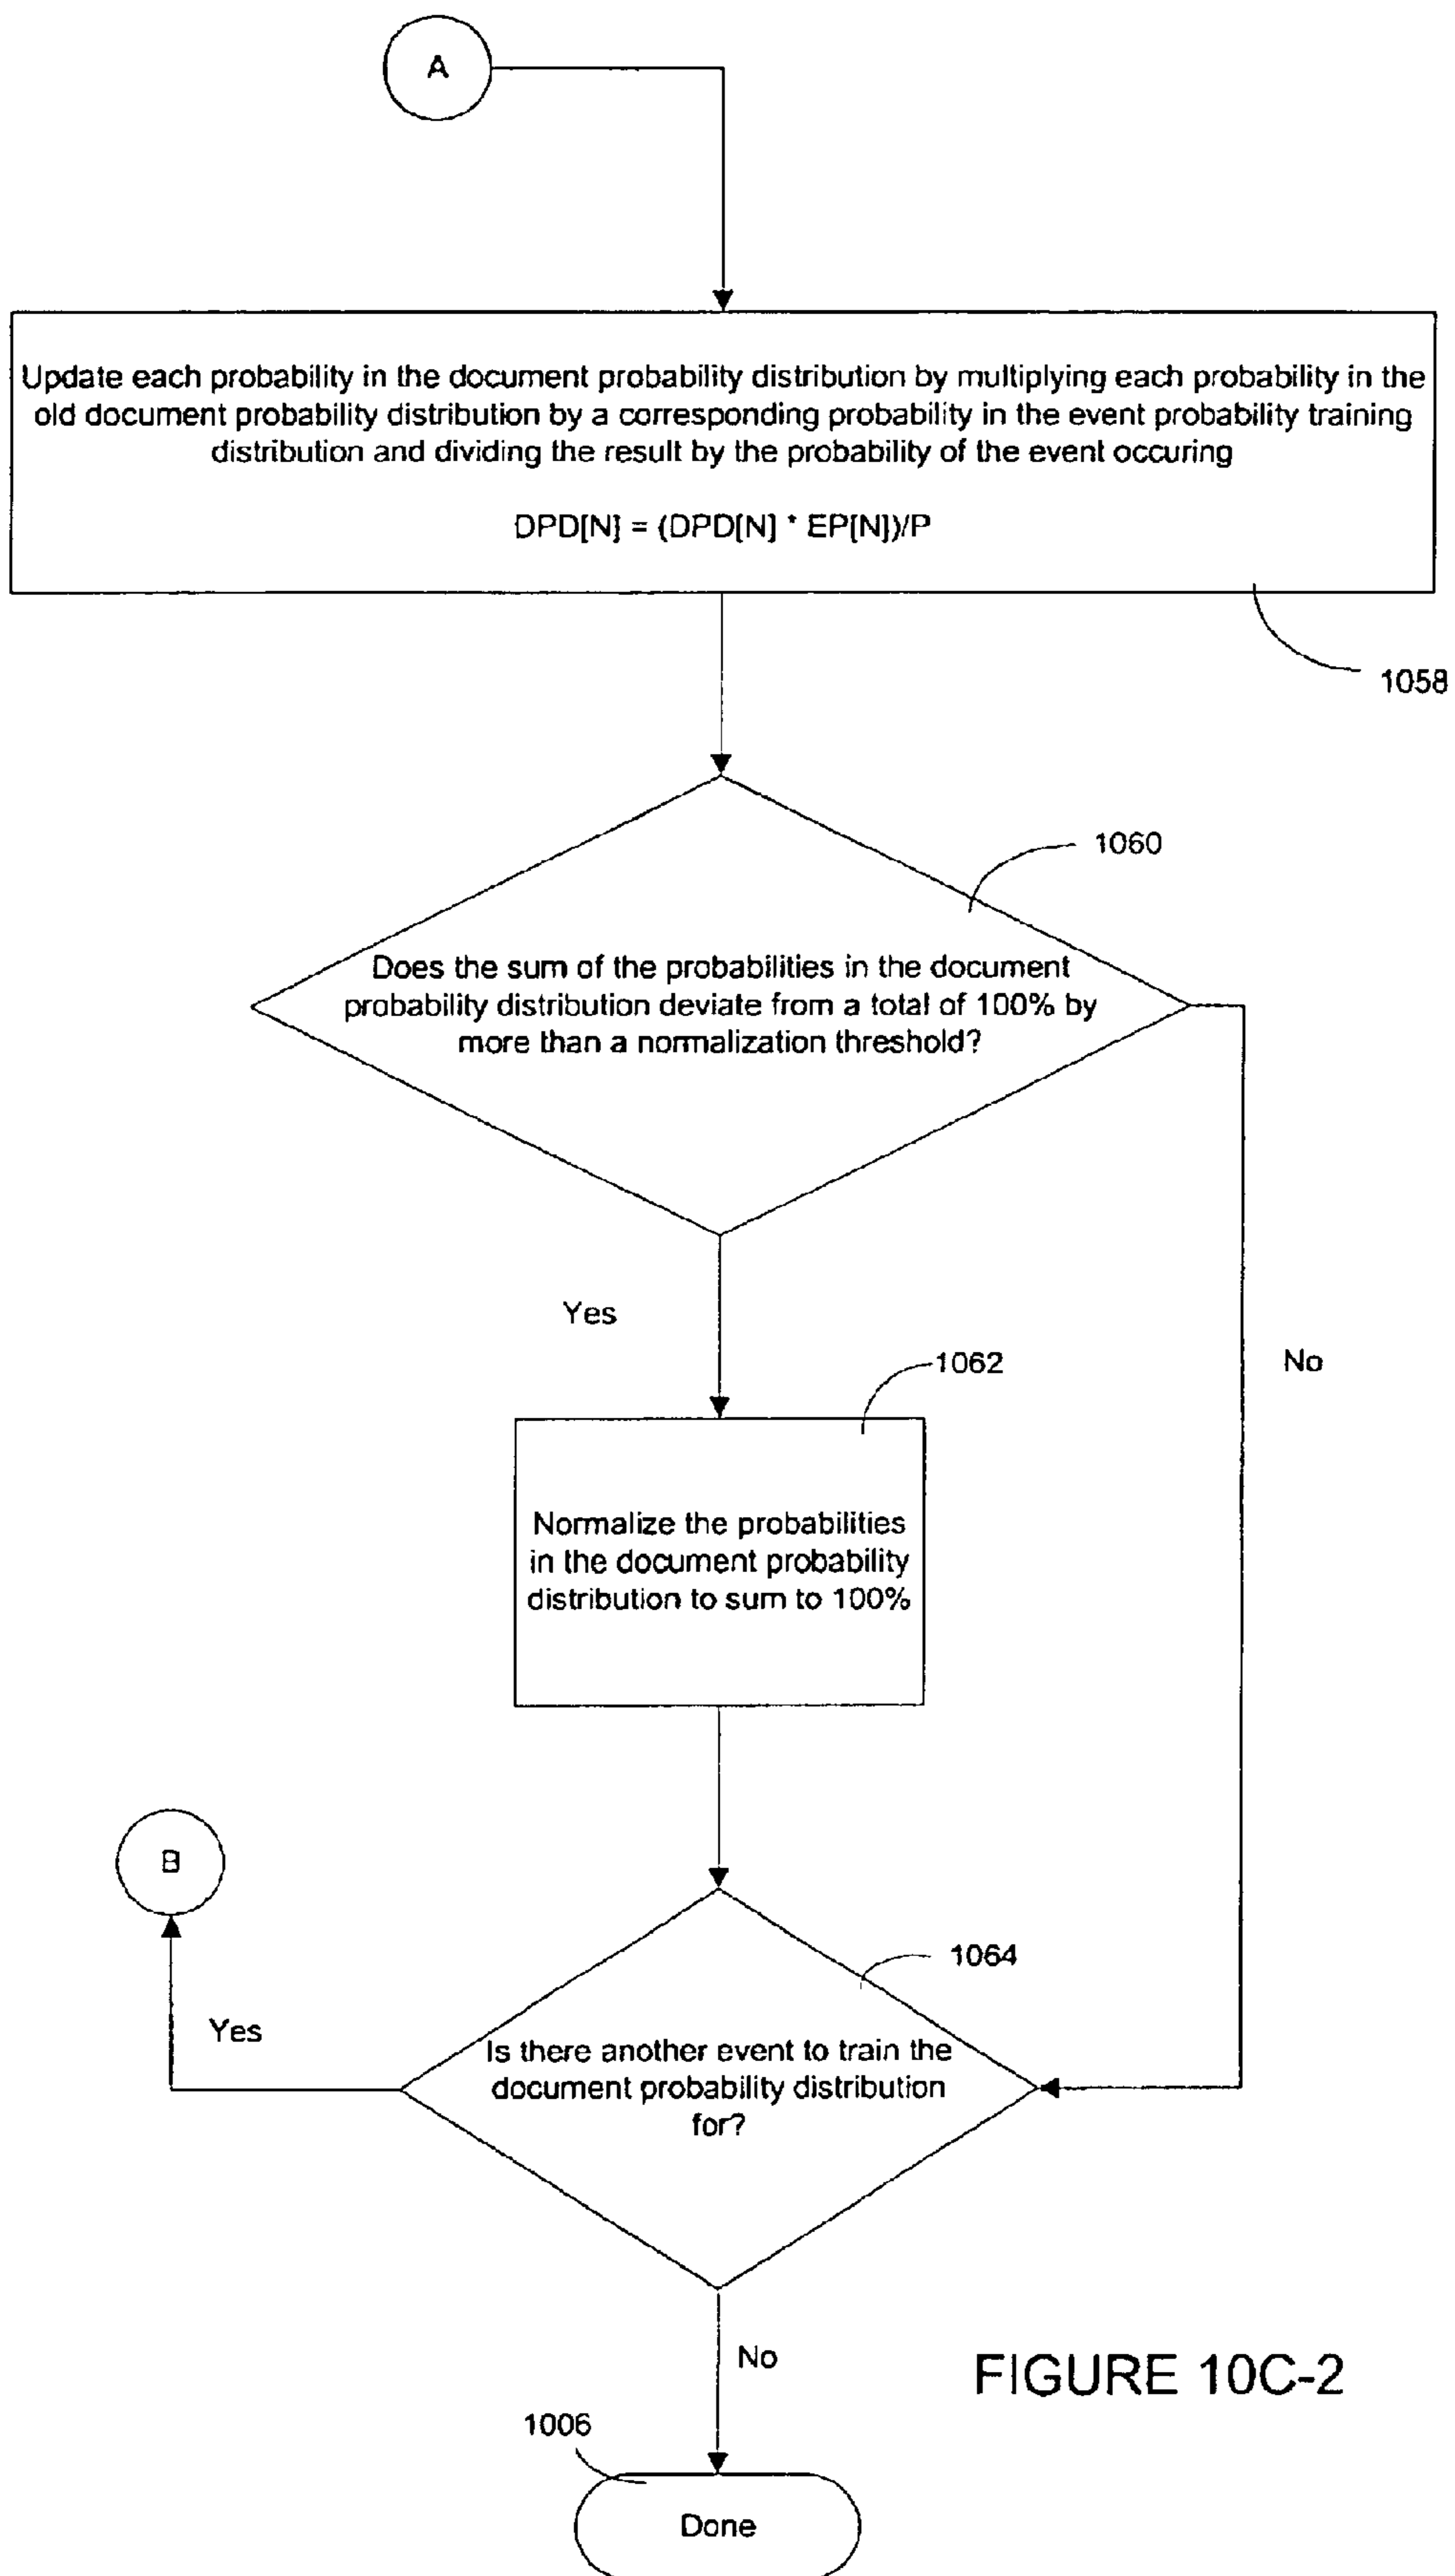 A
Update each probability in the document probability distribution by multiplying each probability in the
old document probability distribution by a corresponding probability in the event probability training
distribution and dividing the result by the probability of the event occuring
DPD[N] = (DPD[N] * EP[N])/P
1058
1060
Does the sum of the probabilities in the document
probability distribution deviate from a total of 100% by
more than a normalization threshold?
Yes
No
1062
Normalize the probabilities
in the document probability
distribution to sum to 100%
B
Yes
1064
Is there another event to train the
document probability distribution
for?
No
FIGURE 10C-2
1006
Done